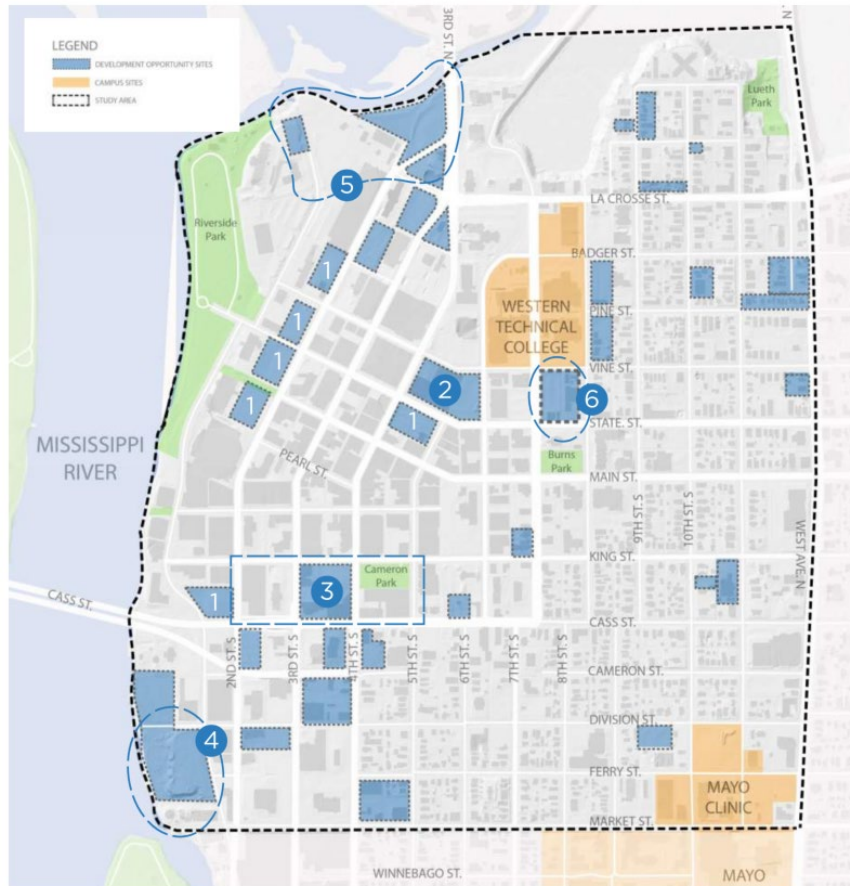 LEGEND
DEVELOPMENT OPPORTUNITY SITES
CAMPUS SITES
STUDY AREA
3RD ST. N
N
Lueth
Park
5
LA CROSSE ST.
Riverside
Park
BADGER ST.
1
WESTERN
TECHNICAL
COLLEGE
PINE ST.
1
1
VINE ST.
2
6
1
1
STATE. ST.
MISSISSIPPI
RIVER
PEARL ST.
Burns
Park
MAIN ST.
9TH ST. S
10TH ST. S
WEST AVE. N
KING ST.
Cameron
Park
3
CASS ST.
1
CASS ST.
2ND ST. S
3RD ST. S
4TH ST. S
5TH ST. S
6TH ST. S
7TH ST. S
8TH ST. S
CAMERON ST.
DIVISION ST.
4
FERRY ST.
MAYO
CLINIC
MARKET ST.
WINNEBAGO ST.
MAYO